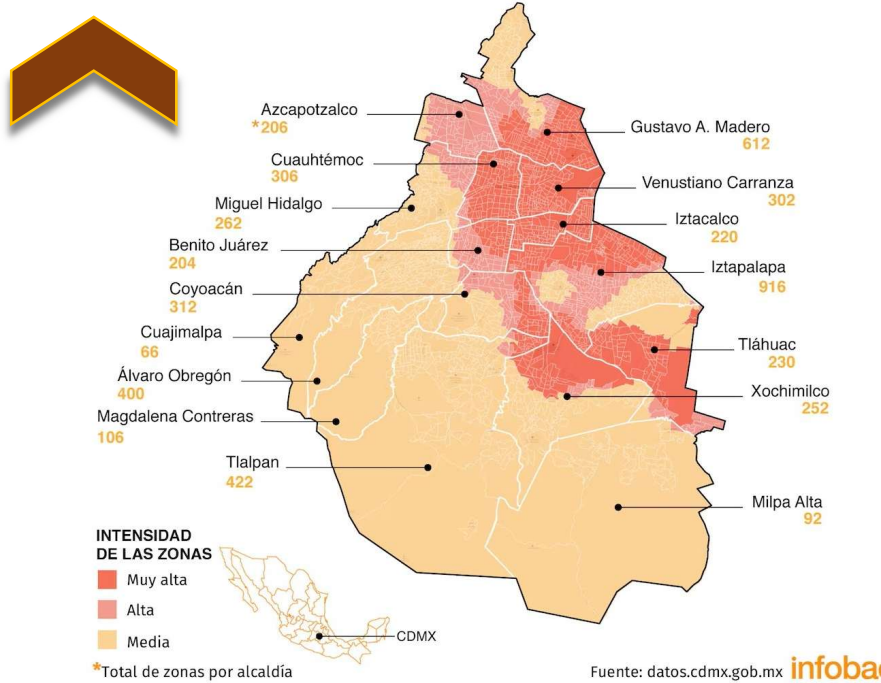 Azcapotzalco
*206
Cuauhtémoc
306
Miguel Hidalgo
262
Benito Juárez
204
Coyoacán
312
Cuajimalpa
66
Álvaro Obregón
400
Magdalena Contreras
106
Tlalpan
422
Gustavo A. Madero
612
Venustiano Carranza
302
Iztacalco
220
Iztapalapa
916
Tláhuac
230
Xochimilco
252
Milpa Alta
92
INTENSIDAD
DE LAS ZONAS
Muy alta
Alta
Media
CDMX
*Total de zonas por alcaldía
Fuente: datos.cdmx.gob.mx infoba